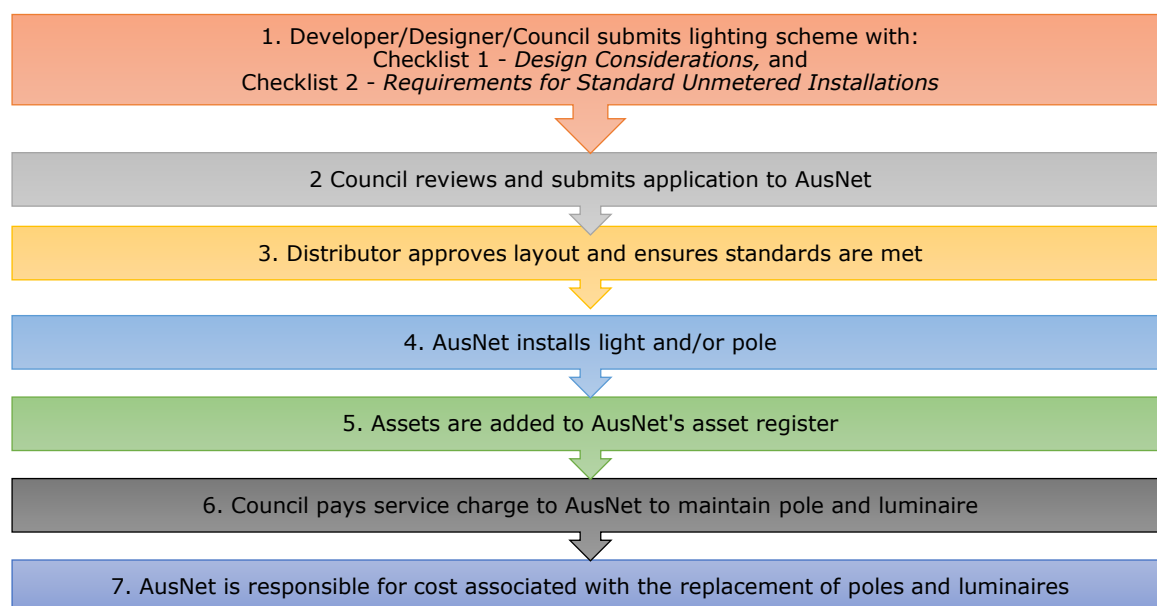 1. Developer/Designer/Council submits lighting scheme with:
Checklist 1 - Design Considerations, and
Checklist 2 - Requirements for Standard Unmetered Installations
2 Council reviews and submits application to AusNet
3. Distributor approves layout and ensures standards are met
4. AusNet installs light and/or pole
5. Assets are added to AusNet's asset register
6. Council pays service charge to AusNet to maintain pole and luminaire
7. AusNet is responsible for cost associated with the replacement of poles and luminaires